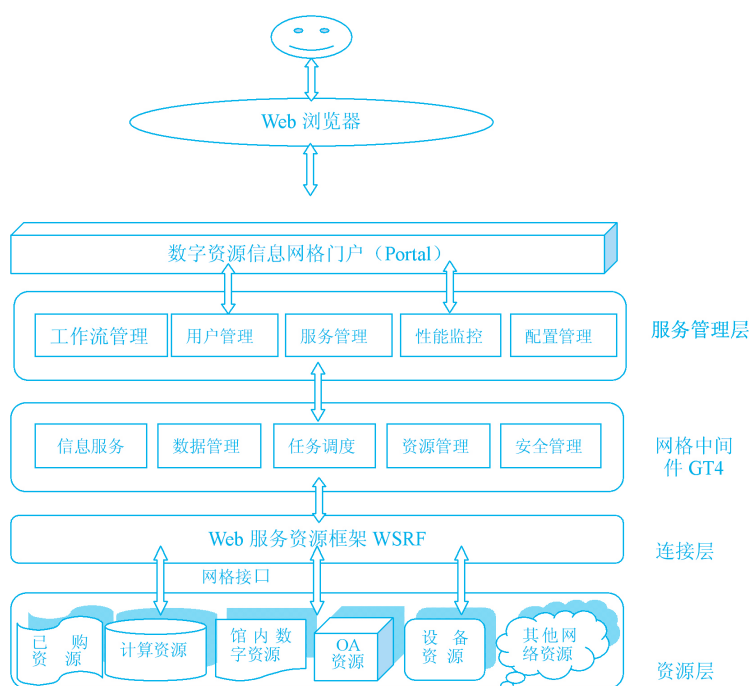 Web 浏览器
数字资源信息网格门户（Portal）
工作流管理
用户管理
服务管理
性能监控
配置管理
服务管理层
信息服务
数据管理
任务调度
资源管理
安全管理
网格中间
件 GT4
Web 服务资源框架 WSRF
连接层
网格接口
已 购
资 源
计算资源
馆 内 数
字资源
OA
资源
设 备
资 源
其他网
络资源
资源层